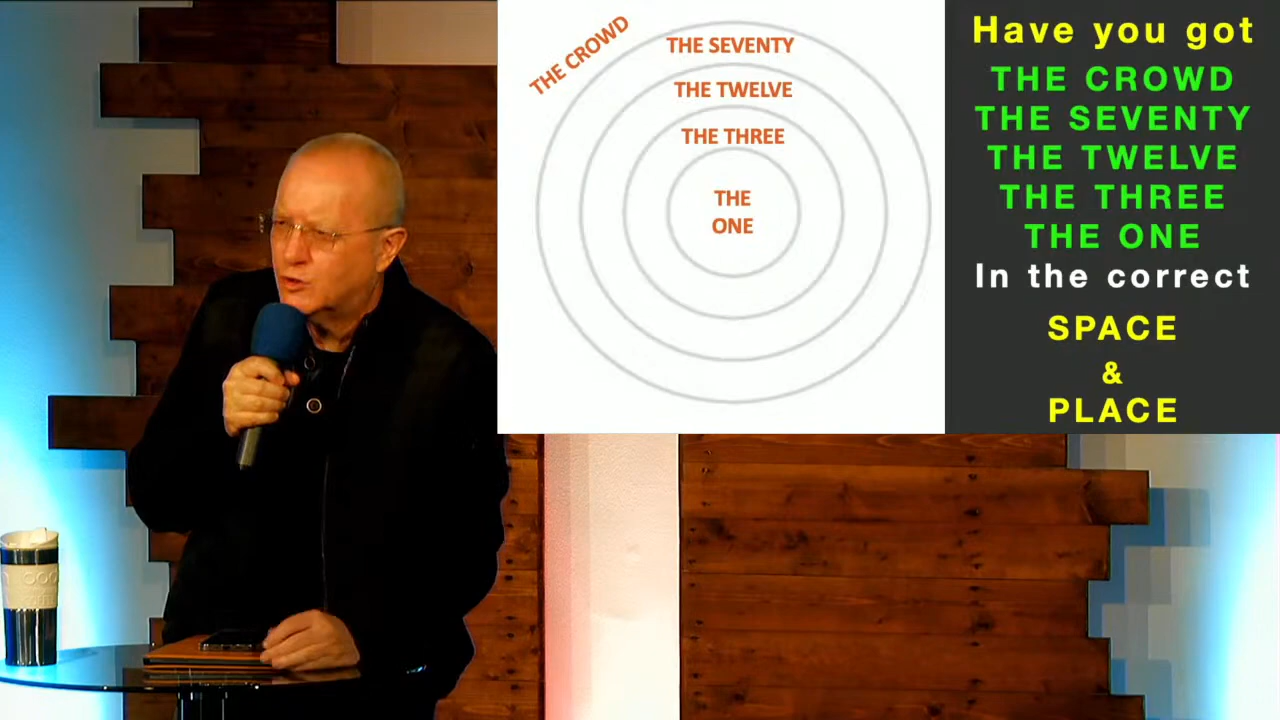 THE CROWD
THE SEVENTY
THE TWELVE
THE THREE
THE
ONE
Have you got
THE CROWD
THE SEVENTY
THE TWELVE
THE THREE
THE ONE
In the correct
SPACE
&
PLACE